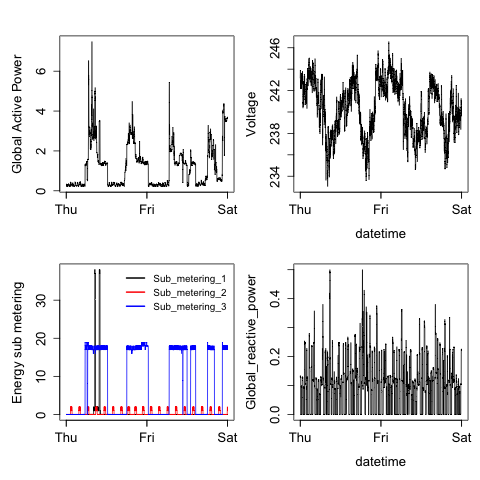 Global Active Power
0 2 4 6
Thu Fri Sat
Voltage
234 238 242 246
Thu Fri Sat
datetime
Energy sub metering
0 10 20 30
Sub_metering_1
Sub_metering_2
Sub_metering_3
Thu Fri Sat
Global_reactive_power
0.0 0.2 0.4
Thu Fri Sat
datetime